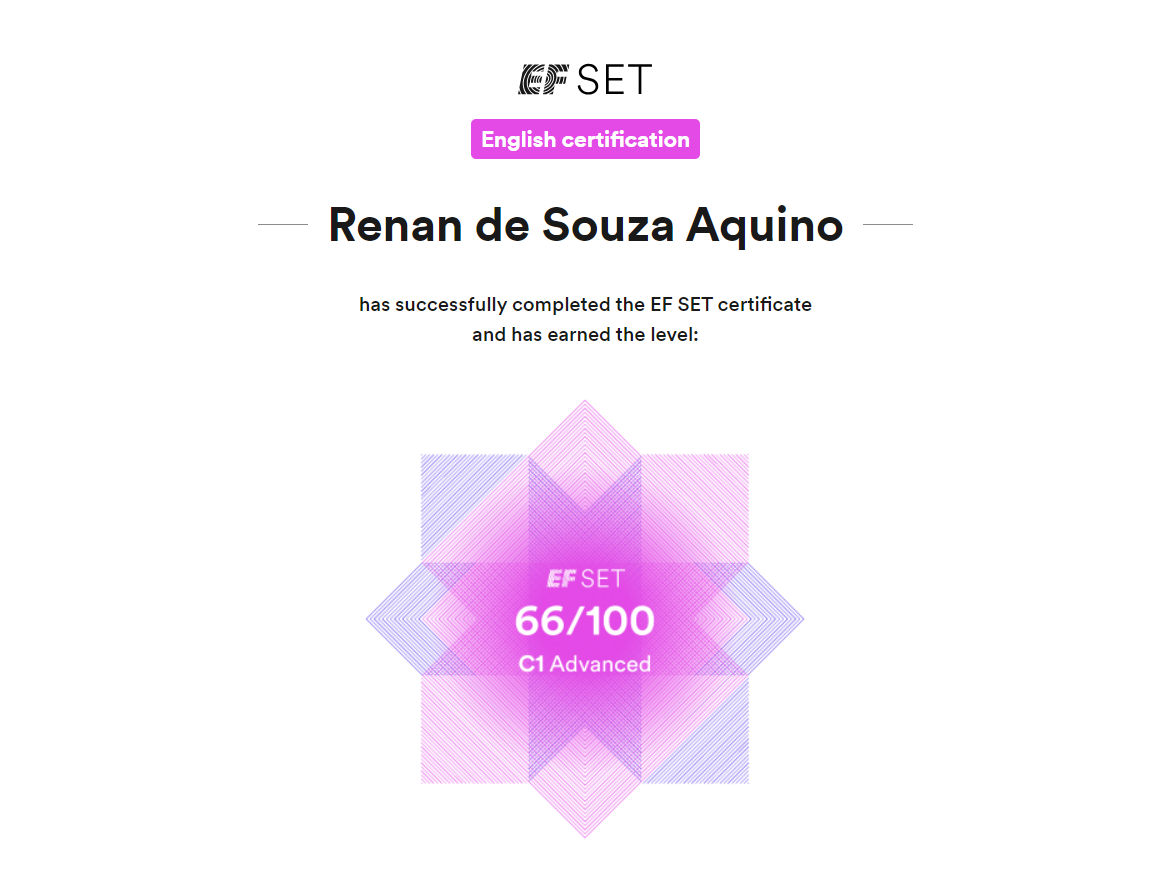 EF SET
English certification
Renan de Souza Aquino
has successfully completed the EF SET certificate
and has earned the level:
EF SET
66/100
C1 Advanced